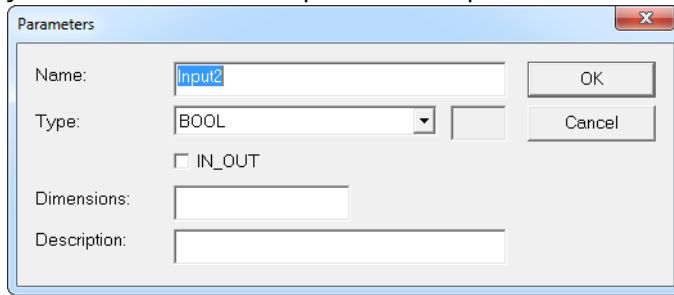 Parameters
x
Name:
Input2
OK
Type:
BOOL
Cancel
IN_OUT
Dimensions:
Description: